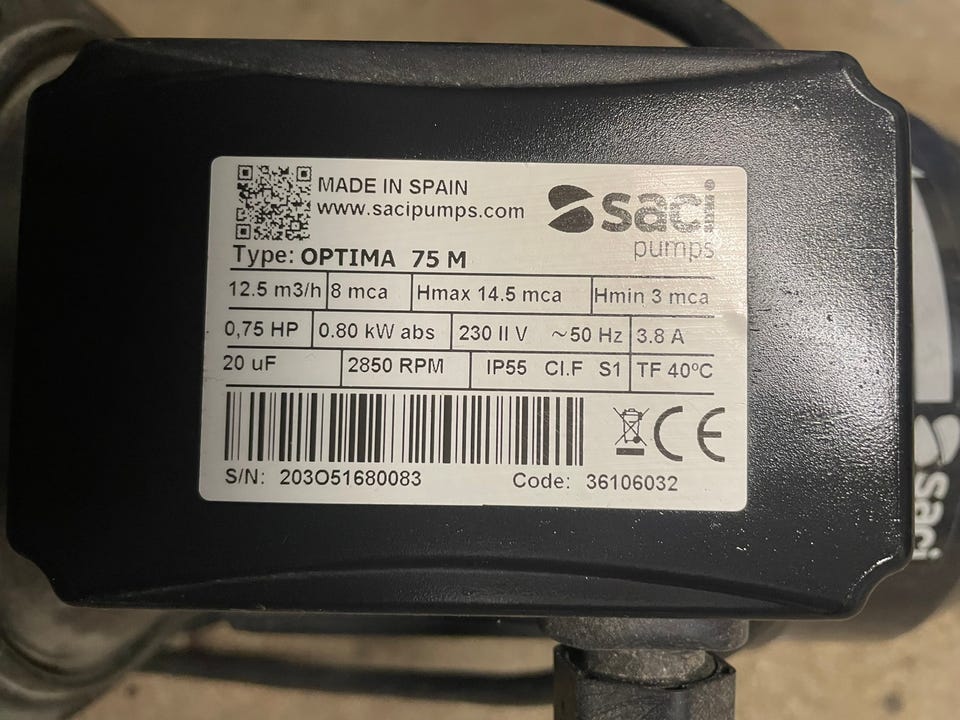 MADE IN SPAIN
www.sacipumps.com
saci®
pumps
Type: OPTIMA 75 M
12.5 m3/h 8 mca Hmax 14.5 mca Hmin 3 mca
0,75 HP 0.80 kW abs 230 II V ~50 Hz 3.8 A
20 uF 2850 RPM IP55 Cl.F S1 TF 40ºC
CE
S/N: 203O51680083 Code: 36106032
saci